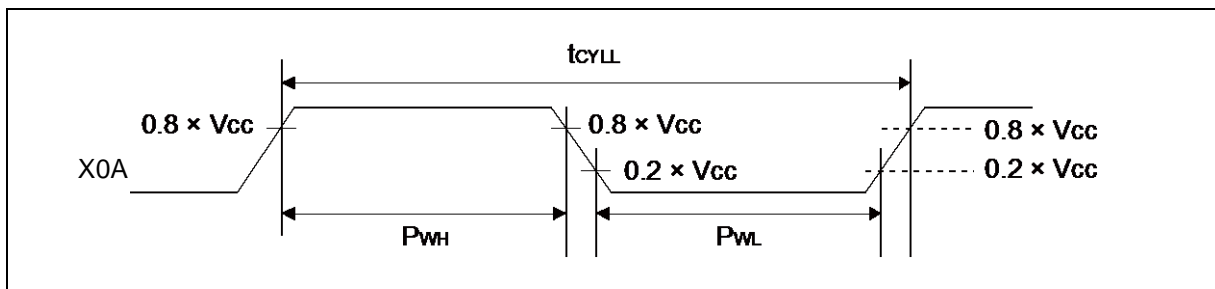 tCYLL
0.8 × Vcc 0.8 × Vcc 0.8 × Vcc
X0A 0.2 × Vcc 0.2 × Vcc
PWH PWL